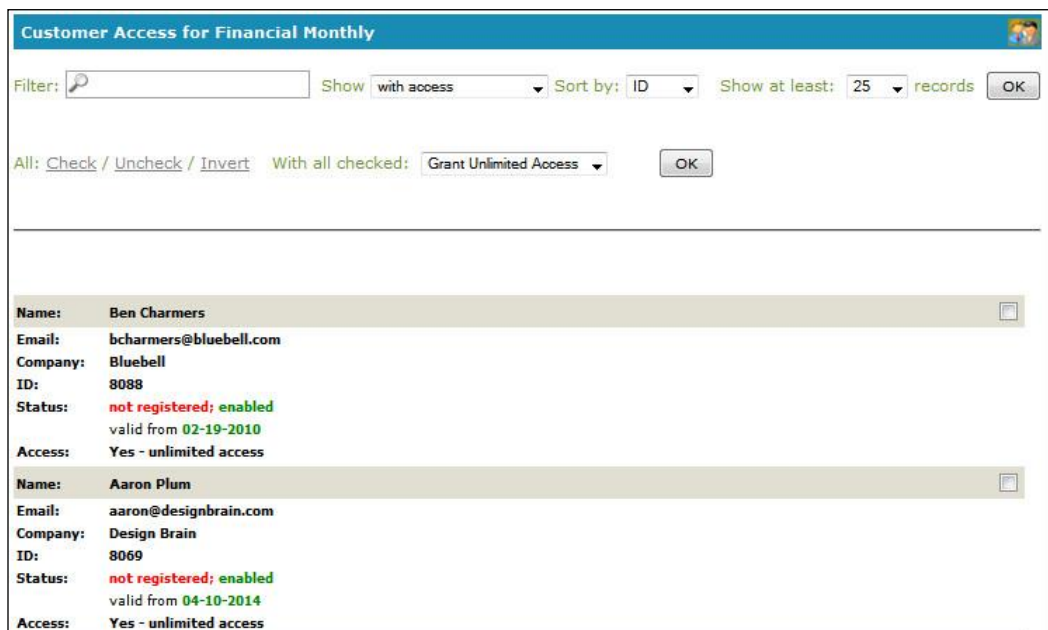 Customer Access for Financial Monthly
Filter: Show with access Sort by: ID Show at least: 25 records OK
All: Check / Uncheck / Invert With all checked: Grant Unlimited Access OK
Name: Ben Charmers
Email: bcharmers@bluebell.com
Company: Bluebell
ID: 8088
Status: not registered; enabled
valid from 02-19-2010
Access: Yes - unlimited access
Name: Aaron Plum
Email: aaron@designbrain.com
Company: Design Brain
ID: 8069
Status: not registered; enabled
valid from 04-10-2014
Access: Yes - unlimited access